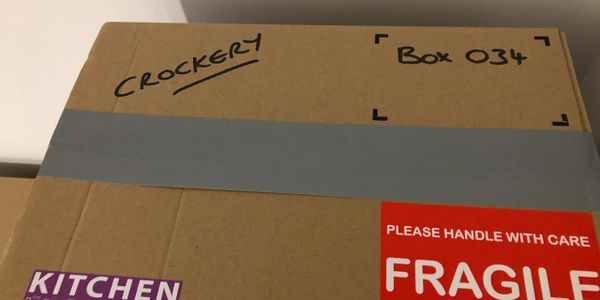 CROCKERY
Box 034
PLEASE HANDLE WITH CARE
FRAGILE
KITCHEN